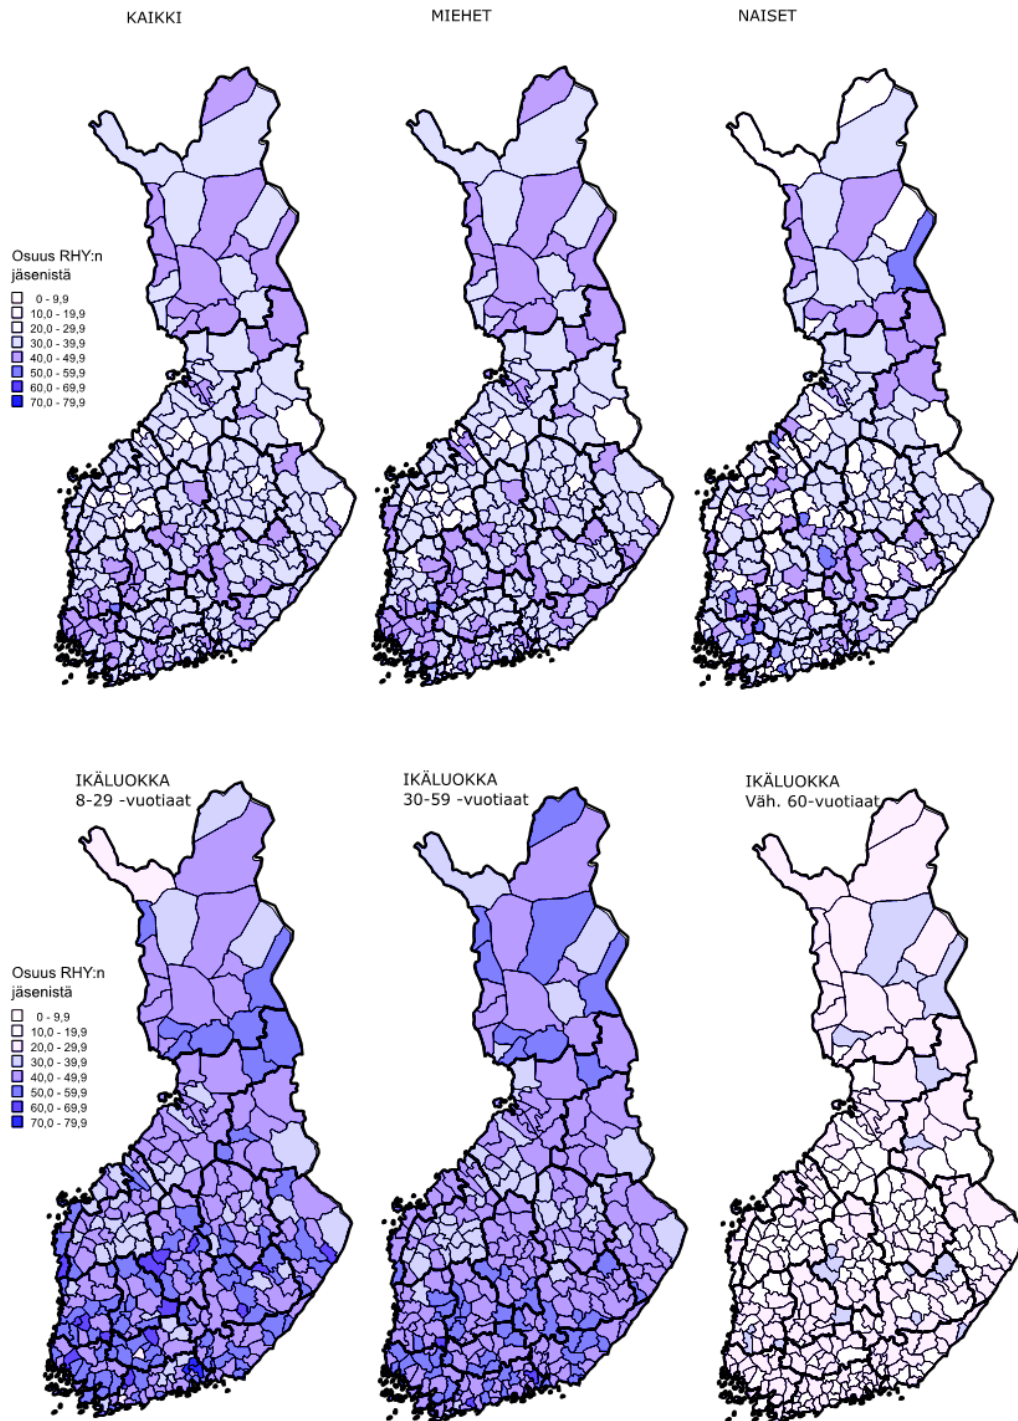 KAIKKI
MIEHET
NAISET
Osuus RHY:n
jäsenistä
0 - 9,9
10,0 - 19,9
20,0 - 29,9
30,0 - 39,9
40,0 - 49,9
50,0 - 59,9
60,0 - 69,9
70,0 - 79,9
IKÄLUOKKA
8-29 -vuotiaat
IKÄLUOKKA
30-59 -vuotiaat
IKÄLUOKKA
Väh. 60-vuotiaat
Osuus RHY:n
jäsenistä
0 - 9,9
10,0 - 19,9
20,0 - 29,9
30,0 - 39,9
40,0 - 49,9
50,0 - 59,9
60,0 - 69,9
70,0 - 79,9